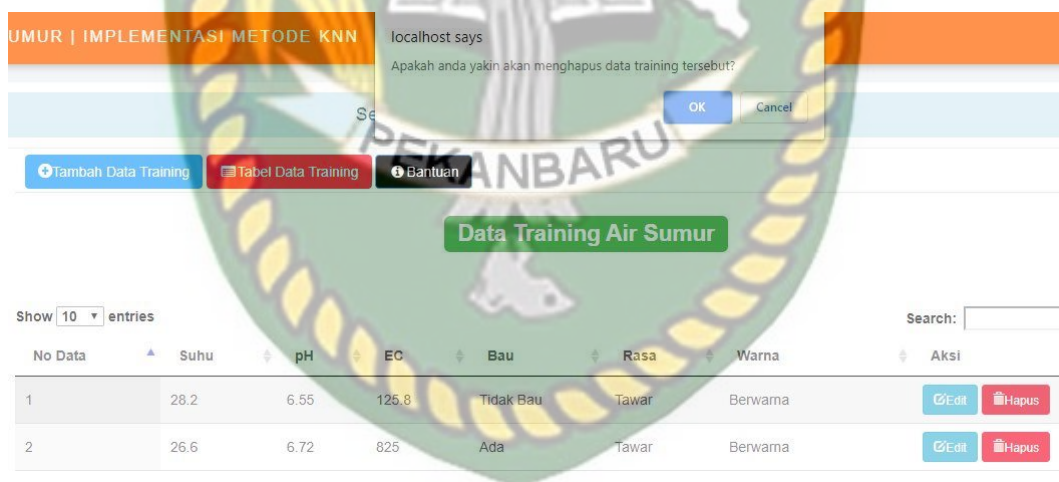 UMUR | IMPLEMENTASI METODE KNN
localhost says
Apakah anda yakin akan menghapus data training tersebut?
OK Cancel
Se
PEKANBARU
Tambah Data Training Tabel Data Training Bantuan
Data Training Air Sumur
Show 10 entries Search:
No Data Suhu pH EC Bau Rasa Warna Aksi
1 28.2 6.55 125.8 Tidak Bau Tawar Berwarna Edit Hapus
2 26.6 6.72 825 Ada Tawar Berwarna Edit Hapus